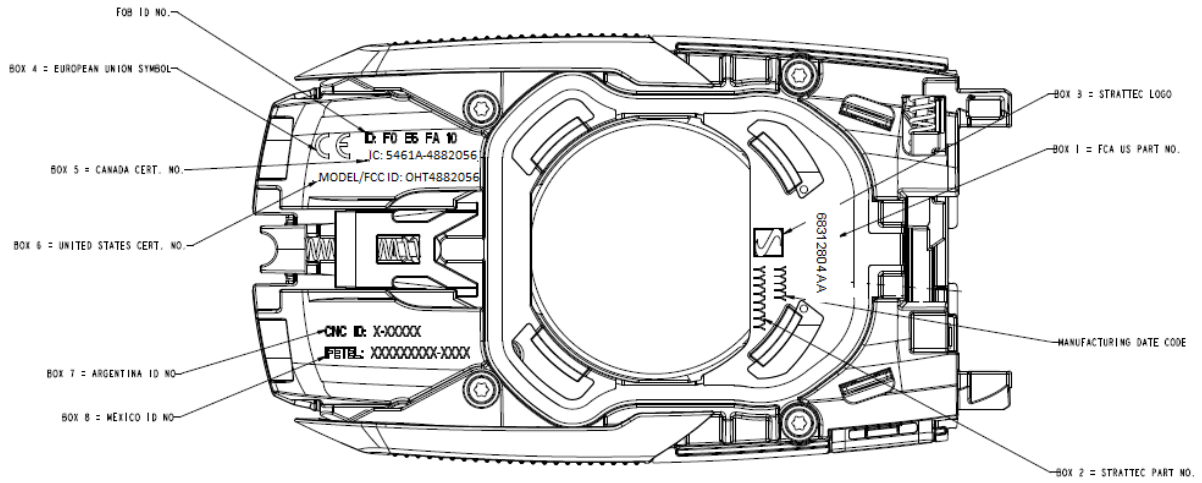 FOB ID NO.
BOX 4 = EUROPEAN UNION SYMBOL
BOX 5 = CANADA CERT. NO.
BOX 6 = UNITED STATES CERT. NO.
BOX 7 = ARGENTINA ID NO
BOX 8 = MEXICO ID NO
CE
ID: F0 E6 FA 10
IC: 5461A-4882056
MODEL/FCC ID: OHT4882056
CNC ID: X-XXXXX
IFETEL: XXXXXXXXX-XXXX
68312804AA
BOX 3 = STRATTEC LOGO
BOX 1 = FCA US PART NO.
MANUFACTURING DATE CODE
BOX 2 = STRATTEC PART NO.